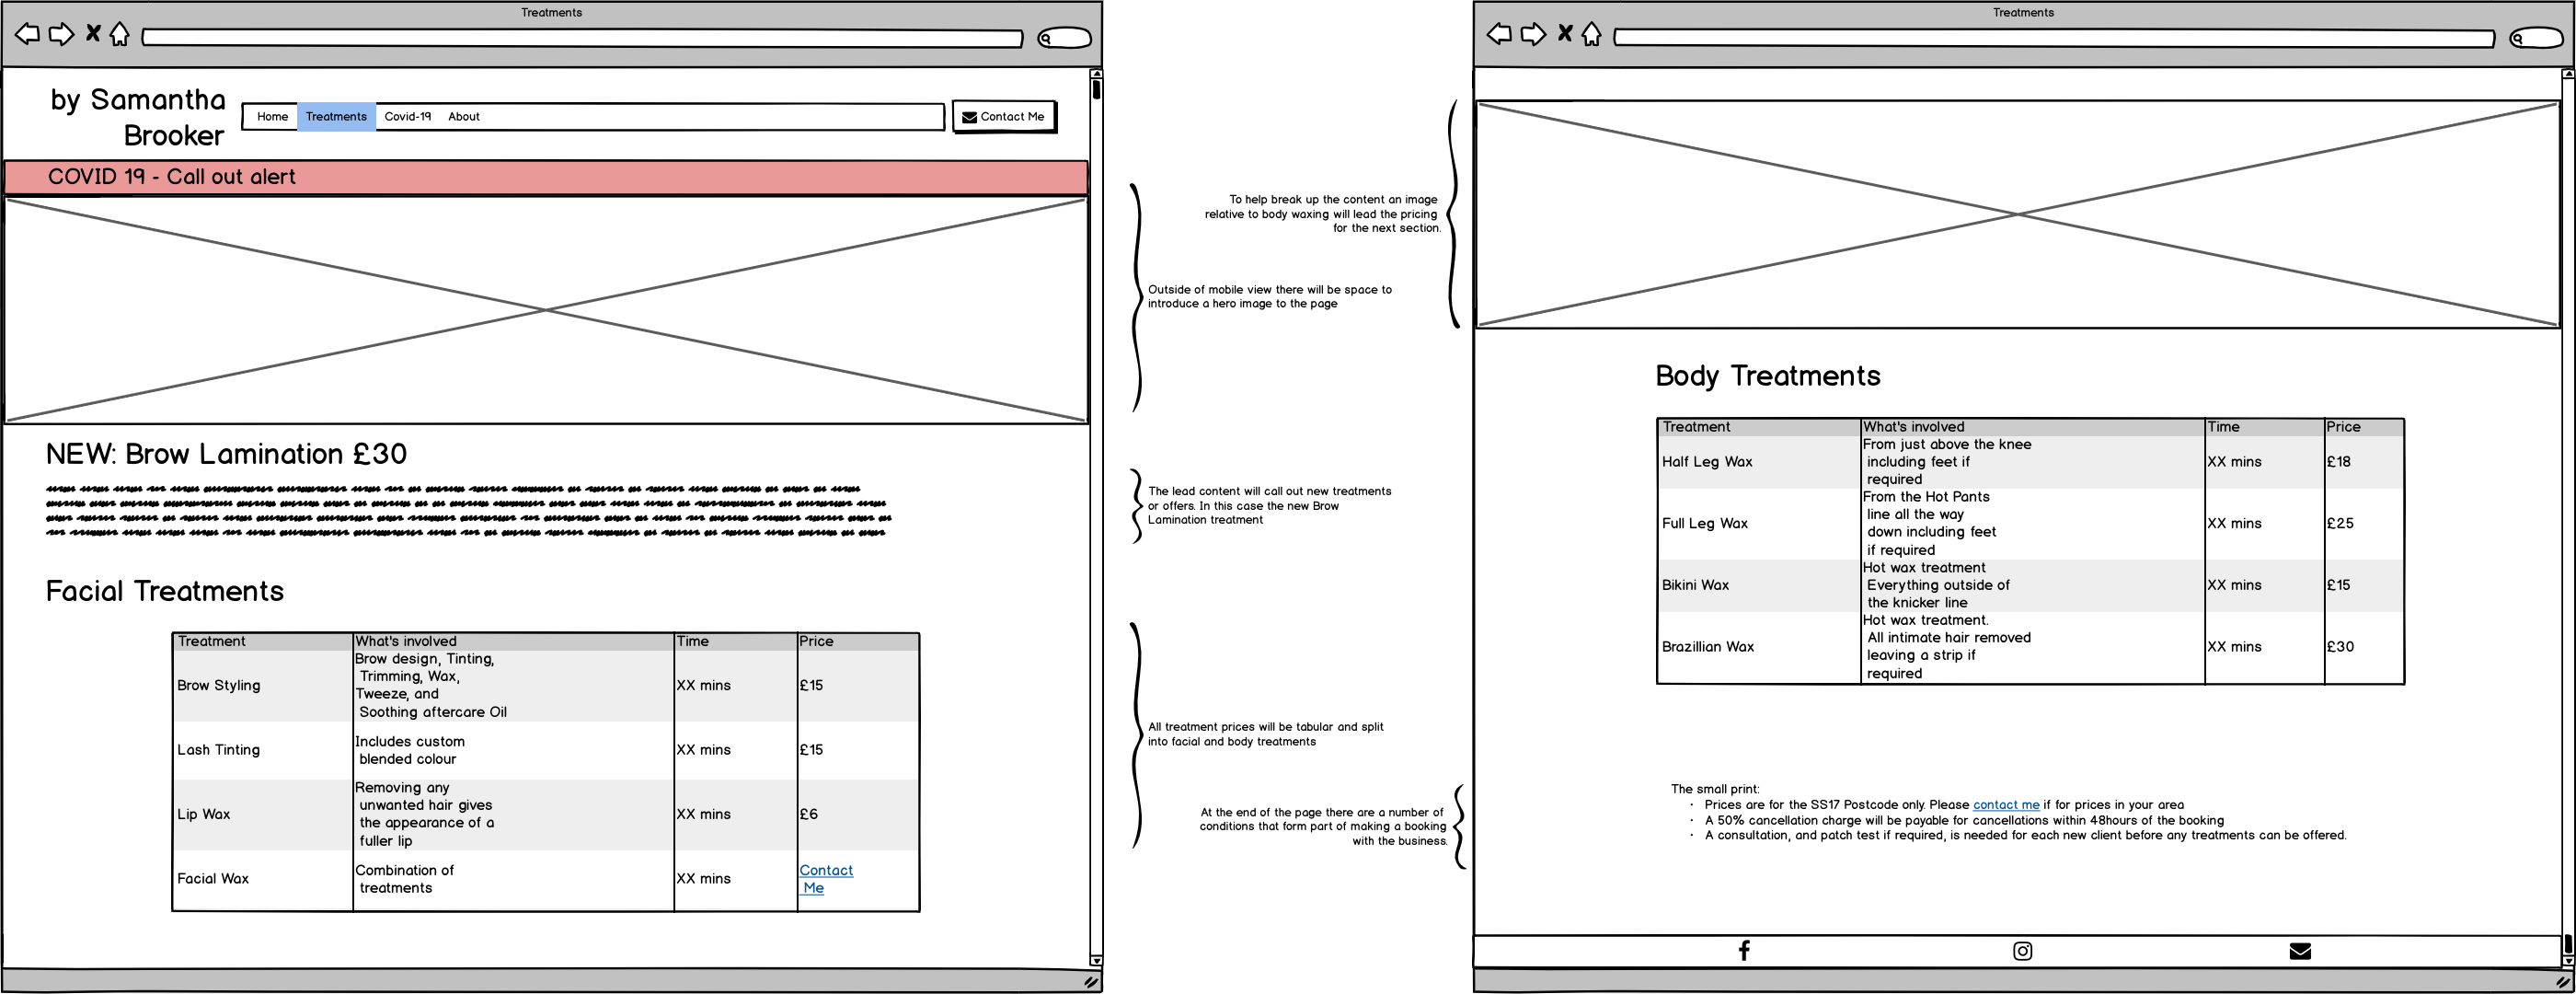 Treatments
by Samantha
Brooker
Home Treatments Covid-19 About
Contact Me
COVID 19 - Call out alert
NEW: Brow Lamination £30
Facial Treatments
Treatment What's involved Time Price
Brow Styling
Brow design, Tinting,
Trimming, Wax,
Tweeze, and
Soothing aftercare Oil
XX mins
£15
Lash Tinting
Includes custom
blended colour
XX mins
£15
Lip Wax
Removing any
unwanted hair gives
the appearance of a
fuller lip
XX mins
£6
Facial Wax
Combination of
treatments
XX mins
Contact
Me
Outside of mobile view there will be space to
introduce a hero image to the page
The lead content will call out new treatments
or offers. In this case the new Brow
Lamination treatment
All treatment prices will be tabular and split
into facial and body treatments
To help break up the content an image
relative to body waxing will lead the pricing
for the next section.
At the end of the page there are a number of
conditions that form part of making a booking
with the business.
Treatments
Body Treatments
Treatment What's involved Time Price
Half Leg Wax
From just above the knee
including feet if
required
XX mins
£18
Full Leg Wax
From the Hot Pants
line all the way
down including feet
if required
XX mins
£25
Bikini Wax
Hot wax treatment
Everything outside of
the knicker line
XX mins
£15
Brazillian Wax
Hot wax treatment.
All intimate hair removed
leaving a strip if
required
XX mins
£30
The small print:
· Prices are for the SS17 Postcode only. Please contact me if for prices in your area
· A 50% cancellation charge will be payable for cancellations within 48hours of the booking
· A consultation, and patch test if required, is needed for each new client before any treatments can be offered.